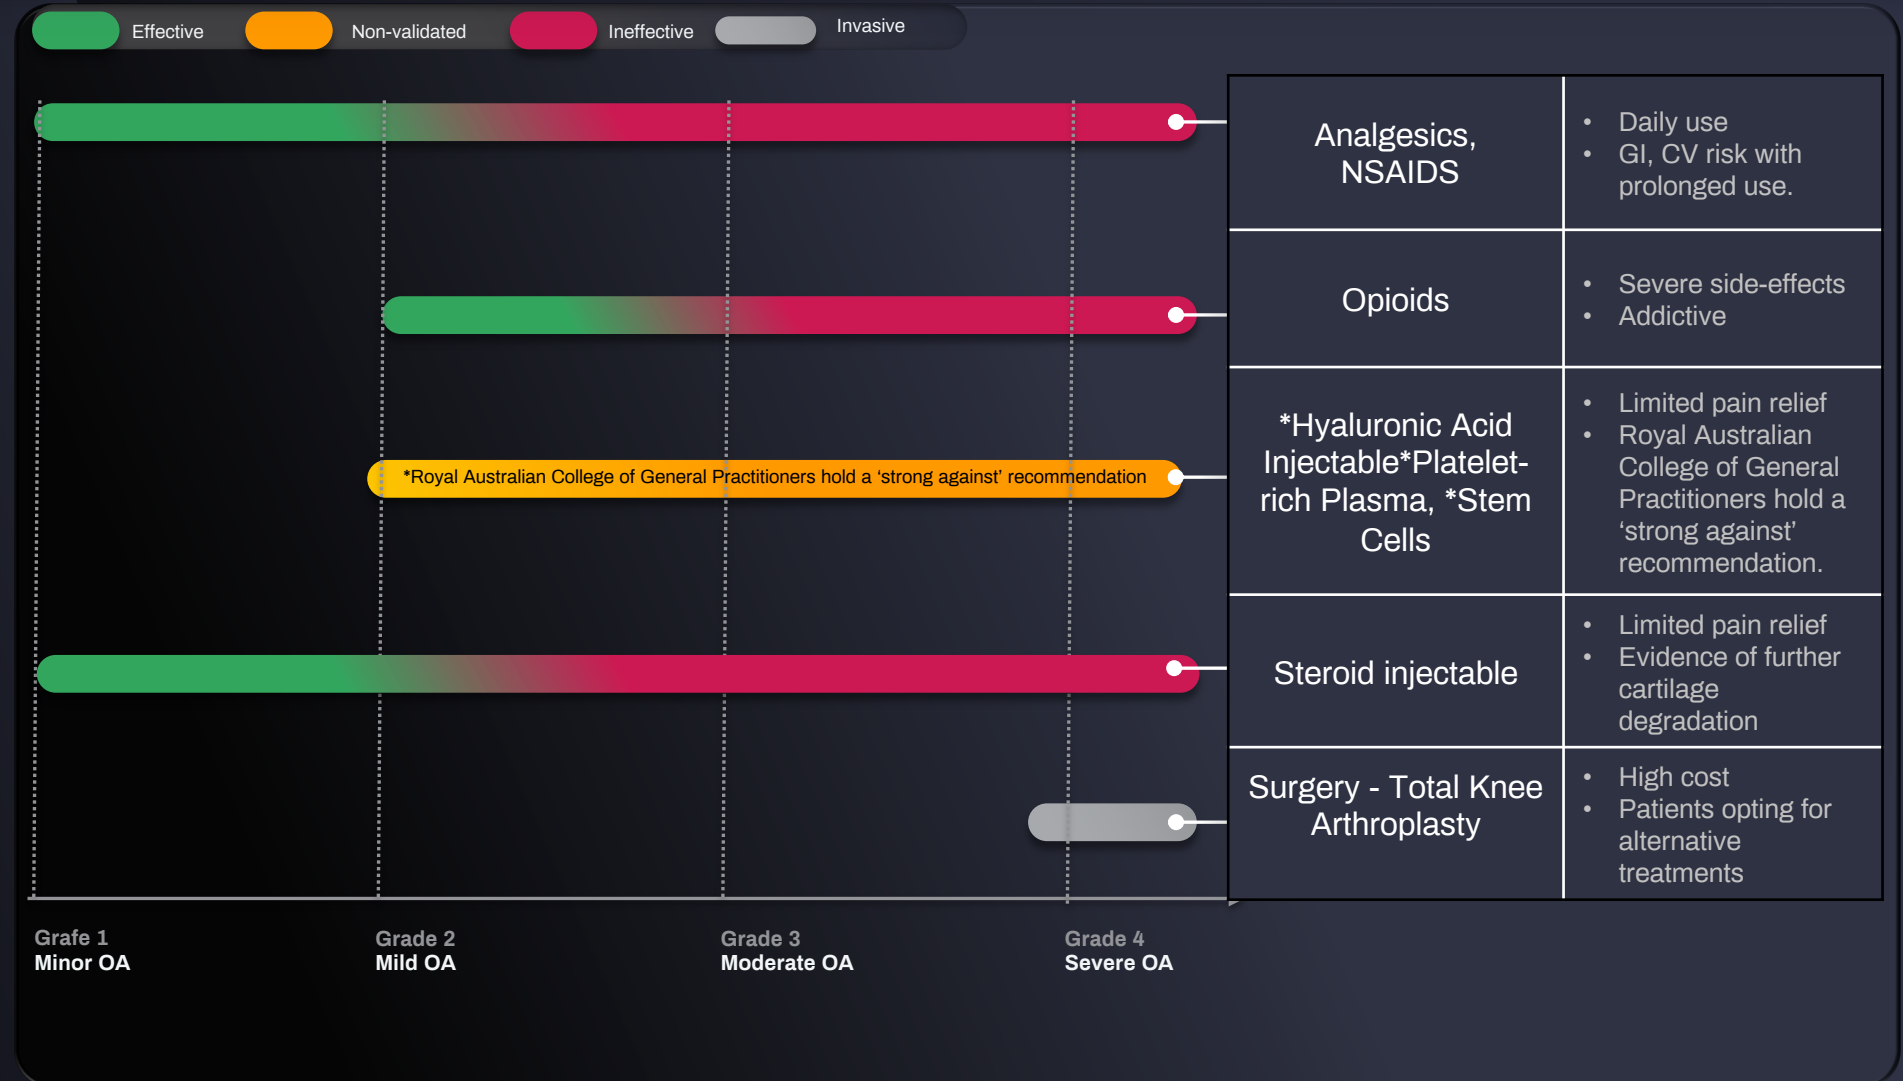 Effective
Non-validated
Ineffective
Invasive
Analgesics,
NSAIDS
• Daily use
• GI, CV risk with
prolonged use.
Opioids
• Severe side-effects
• Addictive
*Royal Australian College of General Practitioners hold a ‘strong against’ recommendation
*Hyaluronic Acid
Injectable*Platelet-
rich Plasma, *Stem
Cells
• Limited pain relief
• Royal Australian
College of General
Practitioners hold a
‘strong against’
recommendation.
Steroid injectable
• Limited pain relief
• Evidence of further
cartilage
degradation
Surgery - Total Knee
Arthroplasty
• High cost
• Patients opting for
alternative
treatments
Grafe 1
Minor OA
Grade 2
Mild OA
Grade 3
Moderate OA
Grade 4
Severe OA